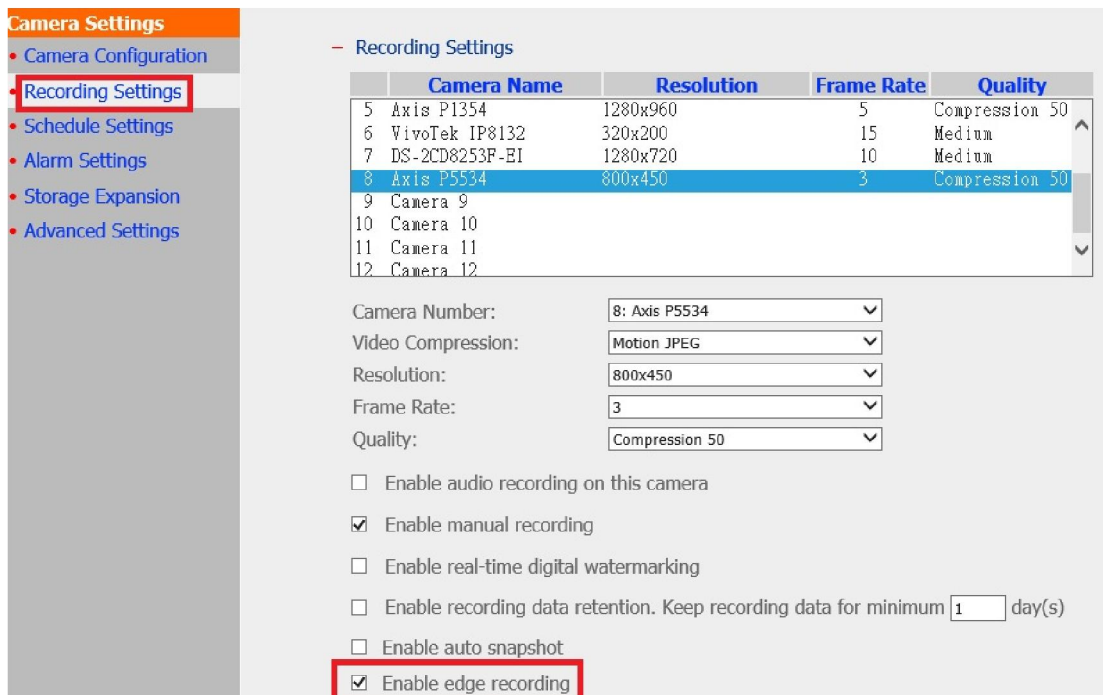 Camera Settings
• Camera Configuration
• Recording Settings
• Schedule Settings
• Alarm Settings
• Storage Expansion
• Advanced Settings
− Recording Settings
Camera Name Resolution Frame Rate Quality
5 Axis P1354 1280x960 5 Compression 50
6 VivoTek IP8132 320x200 15 Medium
7 DS-2CD8253F-EI 1280x720 10 Medium
8 Axis P5534 800x450 3 Compression 50
9 Camera 9
10 Camera 10
11 Camera 11
12 Camera 12
Camera Number: 8: Axis P5534
Video Compression: Motion JPEG
Resolution: 800x450
Frame Rate: 3
Quality: Compression 50
Enable audio recording on this camera
Enable manual recording
Enable real-time digital watermarking
Enable recording data retention. Keep recording data for minimum 1 day(s)
Enable auto snapshot
Enable edge recording